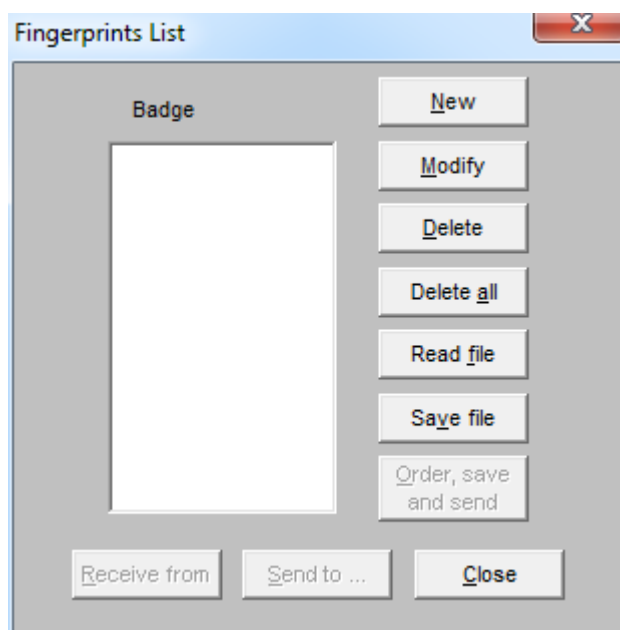 Fingerprints List
Badge
New
Modify
Delete
Delete all
Read file
Save file
Order, save
and send
Receive from
Send to ...
Close